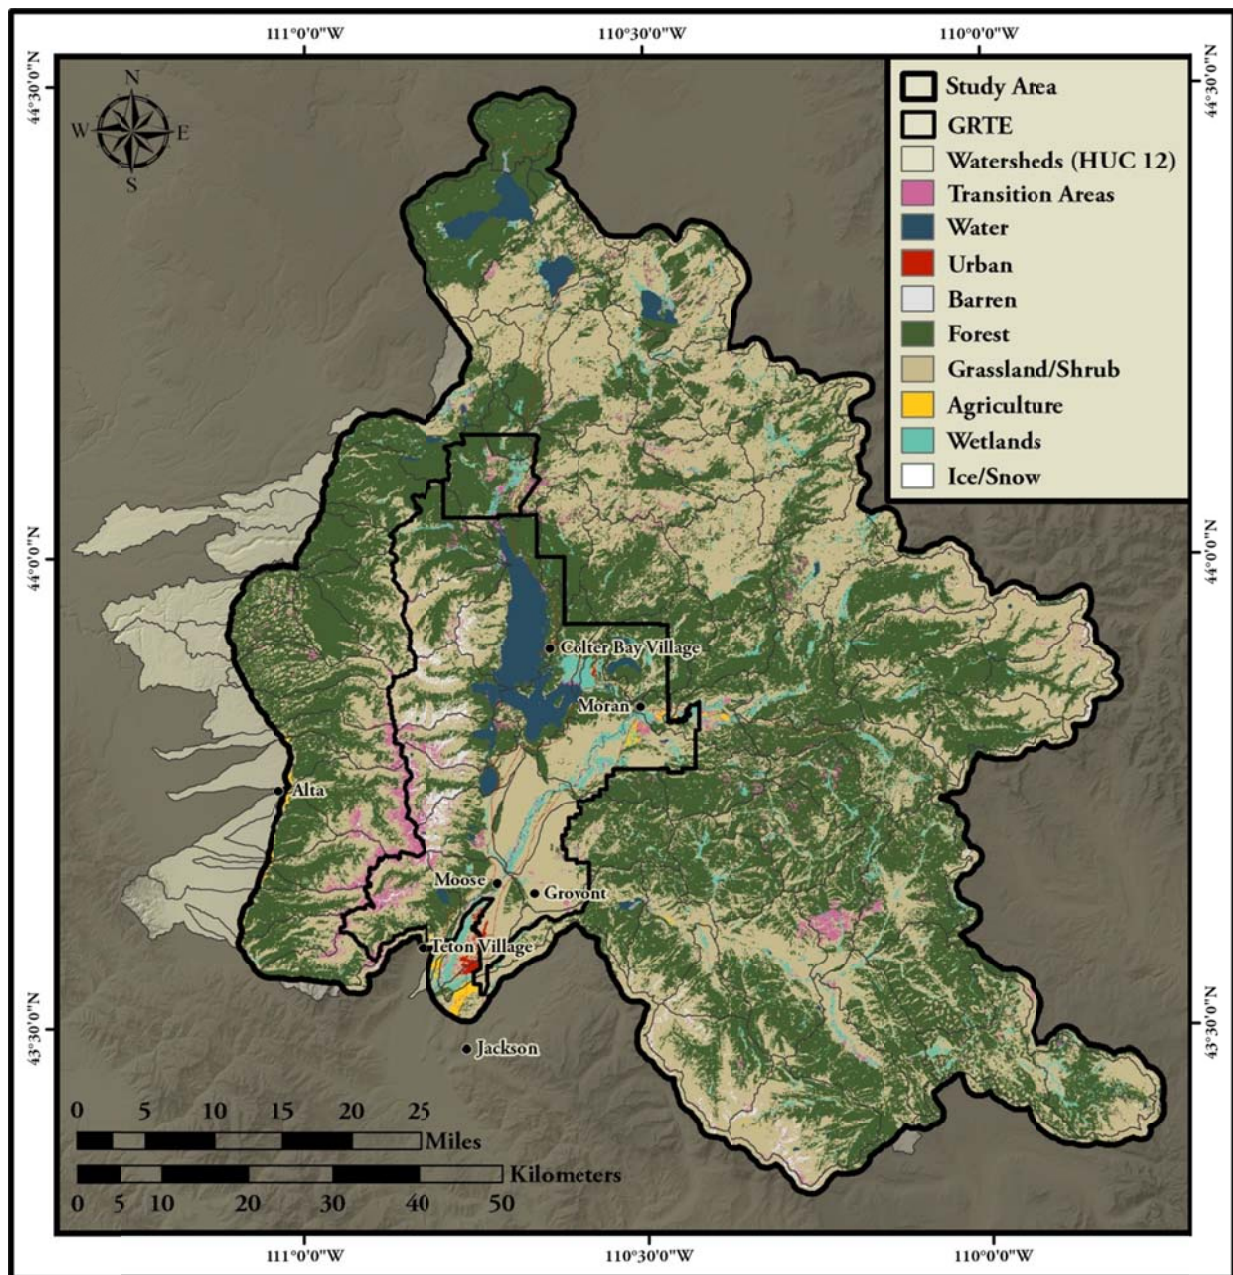 111°0'0"W 110°30'0"W 110°0'0"W
44°30'0"N
44°30'0"N
N
W E
S
Study Area
GRTE
Watersheds (HUC 12)
Transition Areas
Water
Urban
Barren
Forest
Grassland/Shrub
Agriculture
Wetlands
Ice/Snow
44°0'0"N
44°0'0"N
Colter Bay Village
Moran
Alta
Moose
Grovont
Teton Village
43°30'0"N
43°30'0"N
Jackson
0 5 10 15 20 25
Miles
Kilometers
0 5 10 20 30 40 50
111°0'0"W 110°30'0"W 110°0'0"W